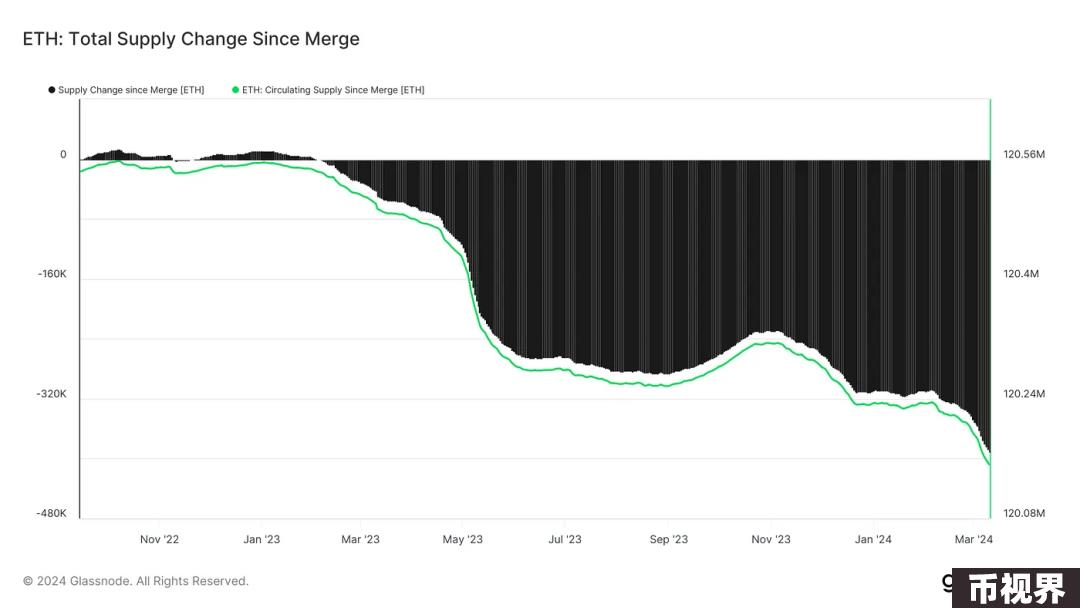 ETH: Total Supply Change Since Merge
Supply Change since Merge [ETH] ETH: Circulating Supply Since Merge [ETH]
0 120.56M
-160K 120.4M
-320K 120.24M
-480K 120.08M
Nov '22 Jan '23 Mar '23 May '23 Jul '23 Sep '23 Nov '23 Jan '24 Mar '24
© 2024 Glassnode. All Rights Reserved.
币视界